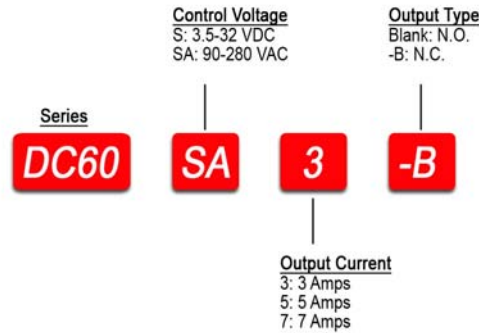 Control Voltage
S: 3.5-32 VDC
SA: 90-280 VAC
Output Type
Blank: N.O.
-B: N.C.
Series
DC60
SA
3
-B
Output Current
3: 3 Amps
5: 5 Amps
7: 7 Amps